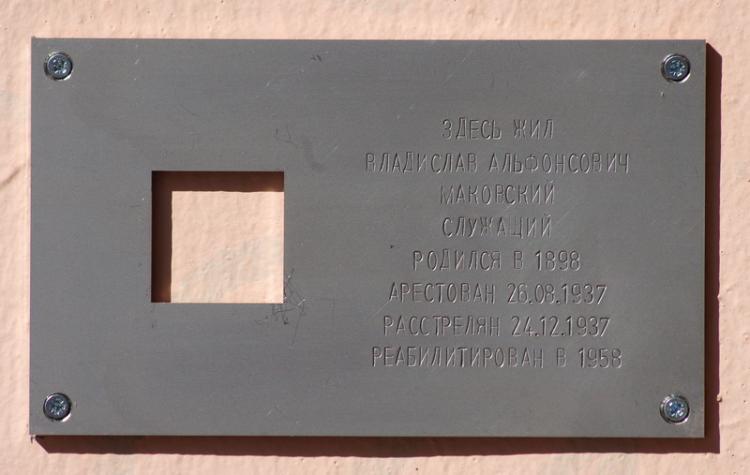 ЗДЕСЬ ЖИЛ
ВЛАДИСЛАВ АЛЬФОНСОВИЧ
МАКОВСКИЙ
СЛУЖАЩИЙ
РОДИЛСЯ В 1898
АРЕСТОВАН 26.08.1937
РАССТРЕЛЯН 24.12.1937
РЕАБИЛИТИРОВАН В 1958